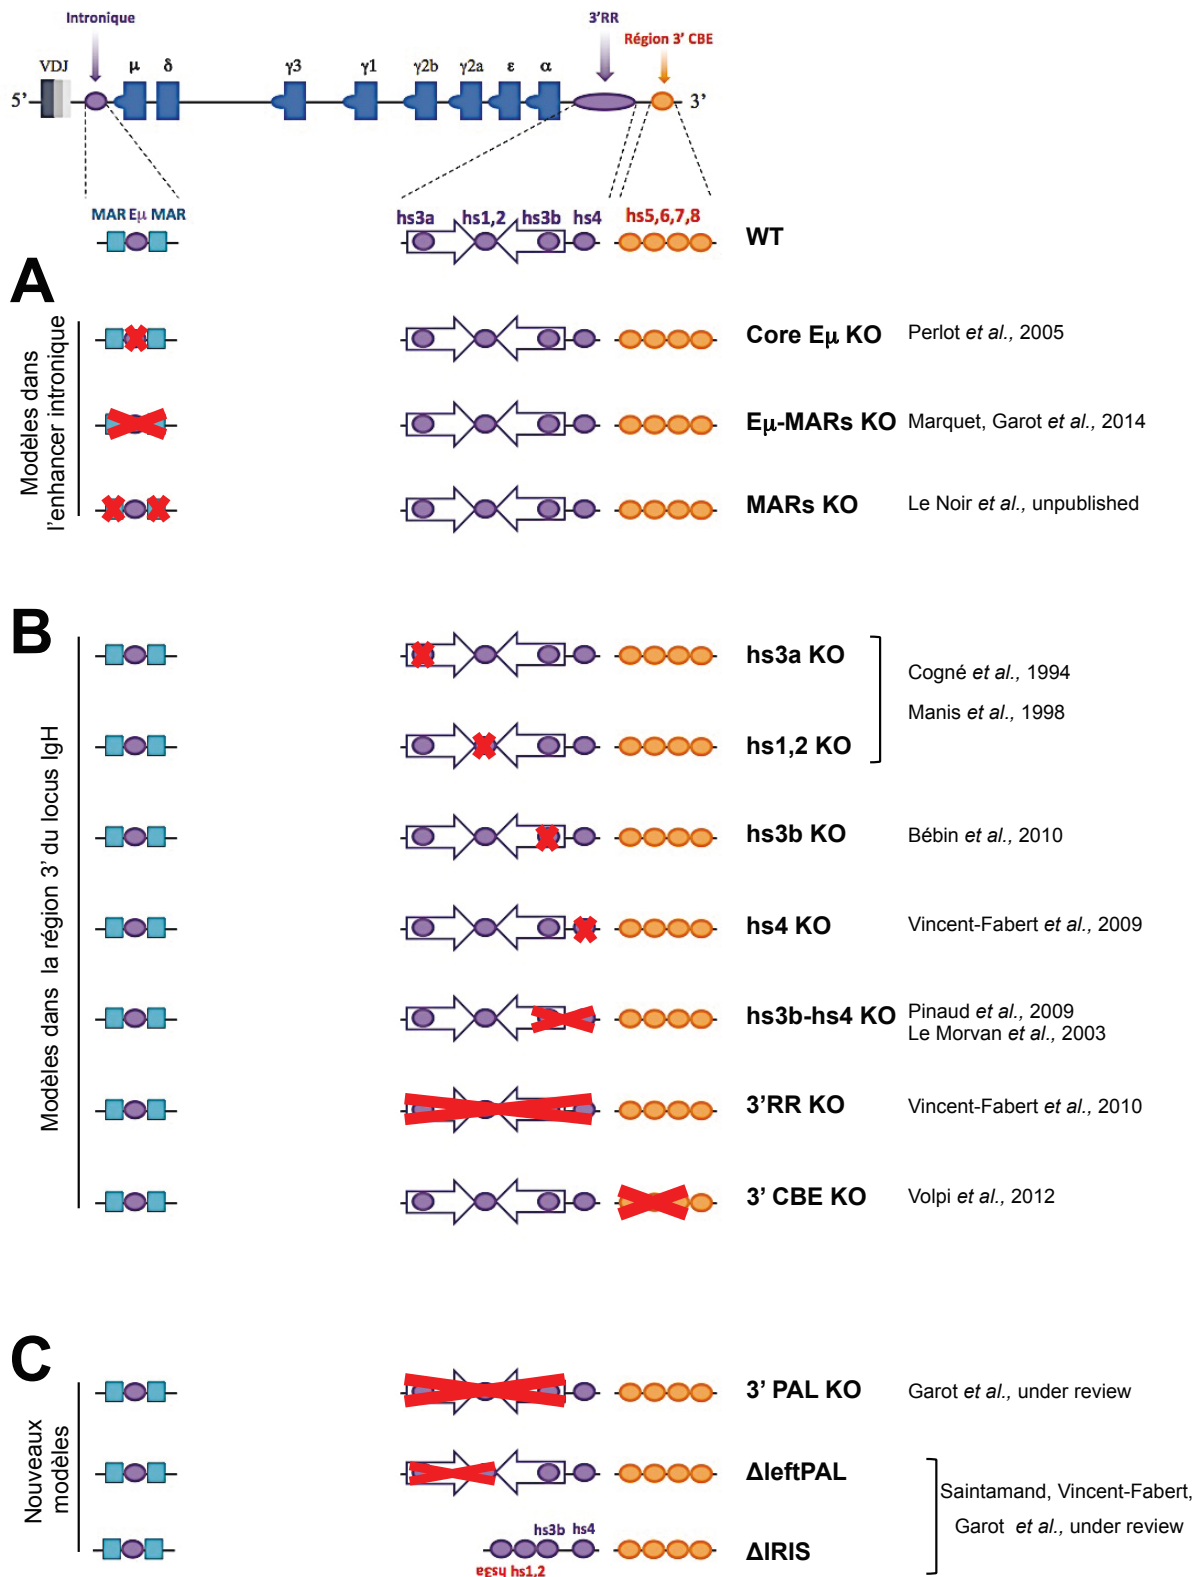 Intronique
3'RR
Région 3' CBE
VDJ
μ
δ
γ3
γ1
γ2b
γ2a
ε
α
5'
3'
MAR Eμ MAR
hs3a
hs1,2
hs3b
hs4
hs5,6,7,8
WT
A
Modèles dans
l'enhancer intronique
Core Eμ KO
Perlot et al., 2005
Eμ-MARs KO
Marquet, Garot et al., 2014
MARs KO
Le Noir et al., unpublished
B
Modèles dans la région 3' du locus IgH
hs3a KO
hs1,2 KO
Cogné et al., 1994
Manis et al., 1998
hs3b KO
Bébin et al., 2010
hs4 KO
Vincent-Fabert et al., 2009
hs3b-hs4 KO
Pinaud et al., 2009
Le Morvan et al., 2003
3'RR KO
Vincent-Fabert et al., 2010
3' CBE KO
Volpi et al., 2012
C
Nouveaux
modèles
3' PAL KO
Garot et al., under review
ΔleftPAL
Saintamand, Vincent-Fabert,
Garot et al., under review
hs3b
hs4
ΔIRIS
hs3a hs1,2